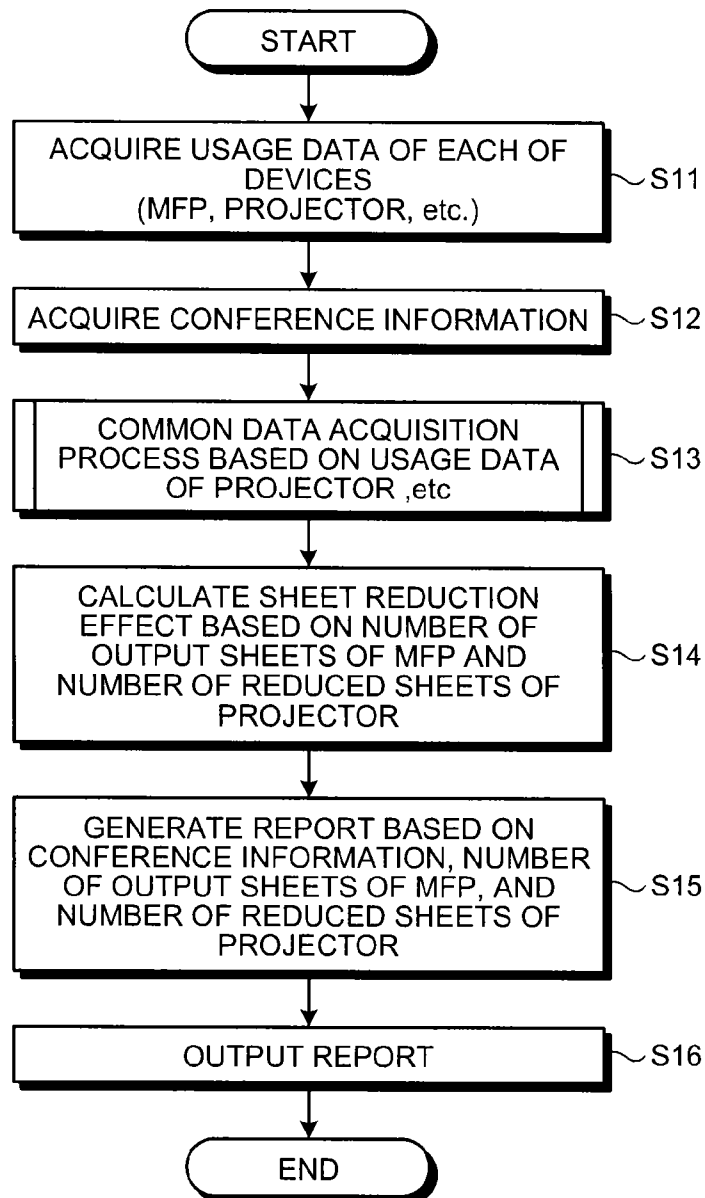 START
ACQUIRE USAGE DATA OF EACH OF
DEVICES
(MFP, PROJECTOR, etc.)
S11
ACQUIRE CONFERENCE INFORMATION
S12
COMMON DATA ACQUISITION
PROCESS BASED ON USAGE DATA
OF PROJECTOR ,etc
S13
CALCULATE SHEET REDUCTION
EFFECT BASED ON NUMBER OF
OUTPUT SHEETS OF MFP AND
NUMBER OF REDUCED SHEETS OF
PROJECTOR
S14
GENERATE REPORT BASED ON
CONFERENCE INFORMATION, NUMBER
OF OUTPUT SHEETS OF MFP, AND
NUMBER OF REDUCED SHEETS OF
PROJECTOR
S15
OUTPUT REPORT
S16
END